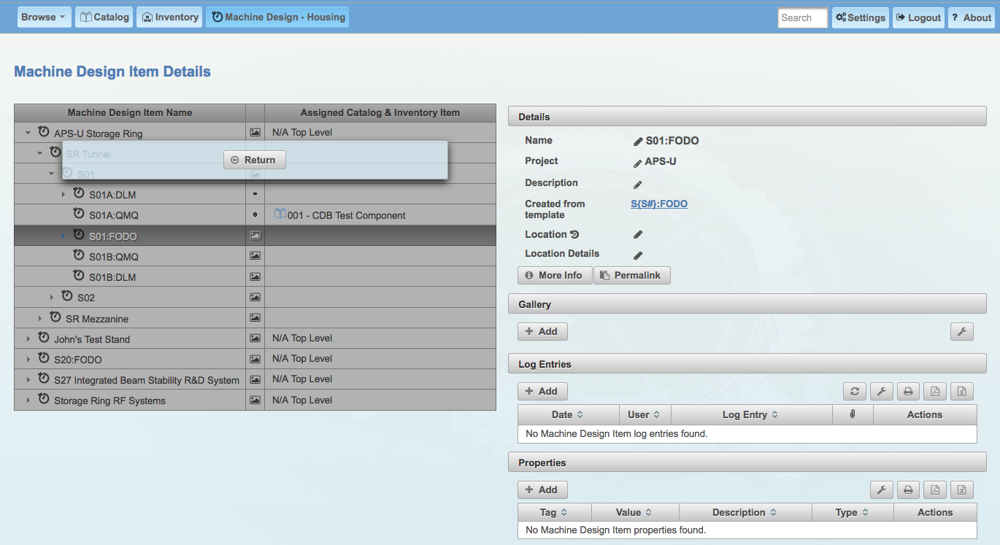 Browse Catalog Inventory Machine Design - Housing Search Settings Logout ? About
Machine Design Item Details
Machine Design Item Name Assigned Catalog & Inventory Item
APS-U Storage Ring N/A Top Level
SR Tunnel
Return
S01
S01A:DLM
S01A:QMQ 001 - CDB Test Component
S01:FODO
S01B:QMQ
S01B:DLM
S02
SR Mezzanine
John's Test Stand N/A Top Level
S20:FODO N/A Top Level
S27 Integrated Beam Stability R&D System N/A Top Level
Storage Ring RF Systems N/A Top Level
Details
Name S01:FODO
Project APS-U
Description
Created from
template
S{S#}:FODO
Location
Location Details
More Info Permalink
Gallery
Add
Log Entries
Add
Date User Log Entry Actions
No Machine Design Item log entries found.
Properties
Add
Tag Value Description Type Actions
No Machine Design Item properties found.